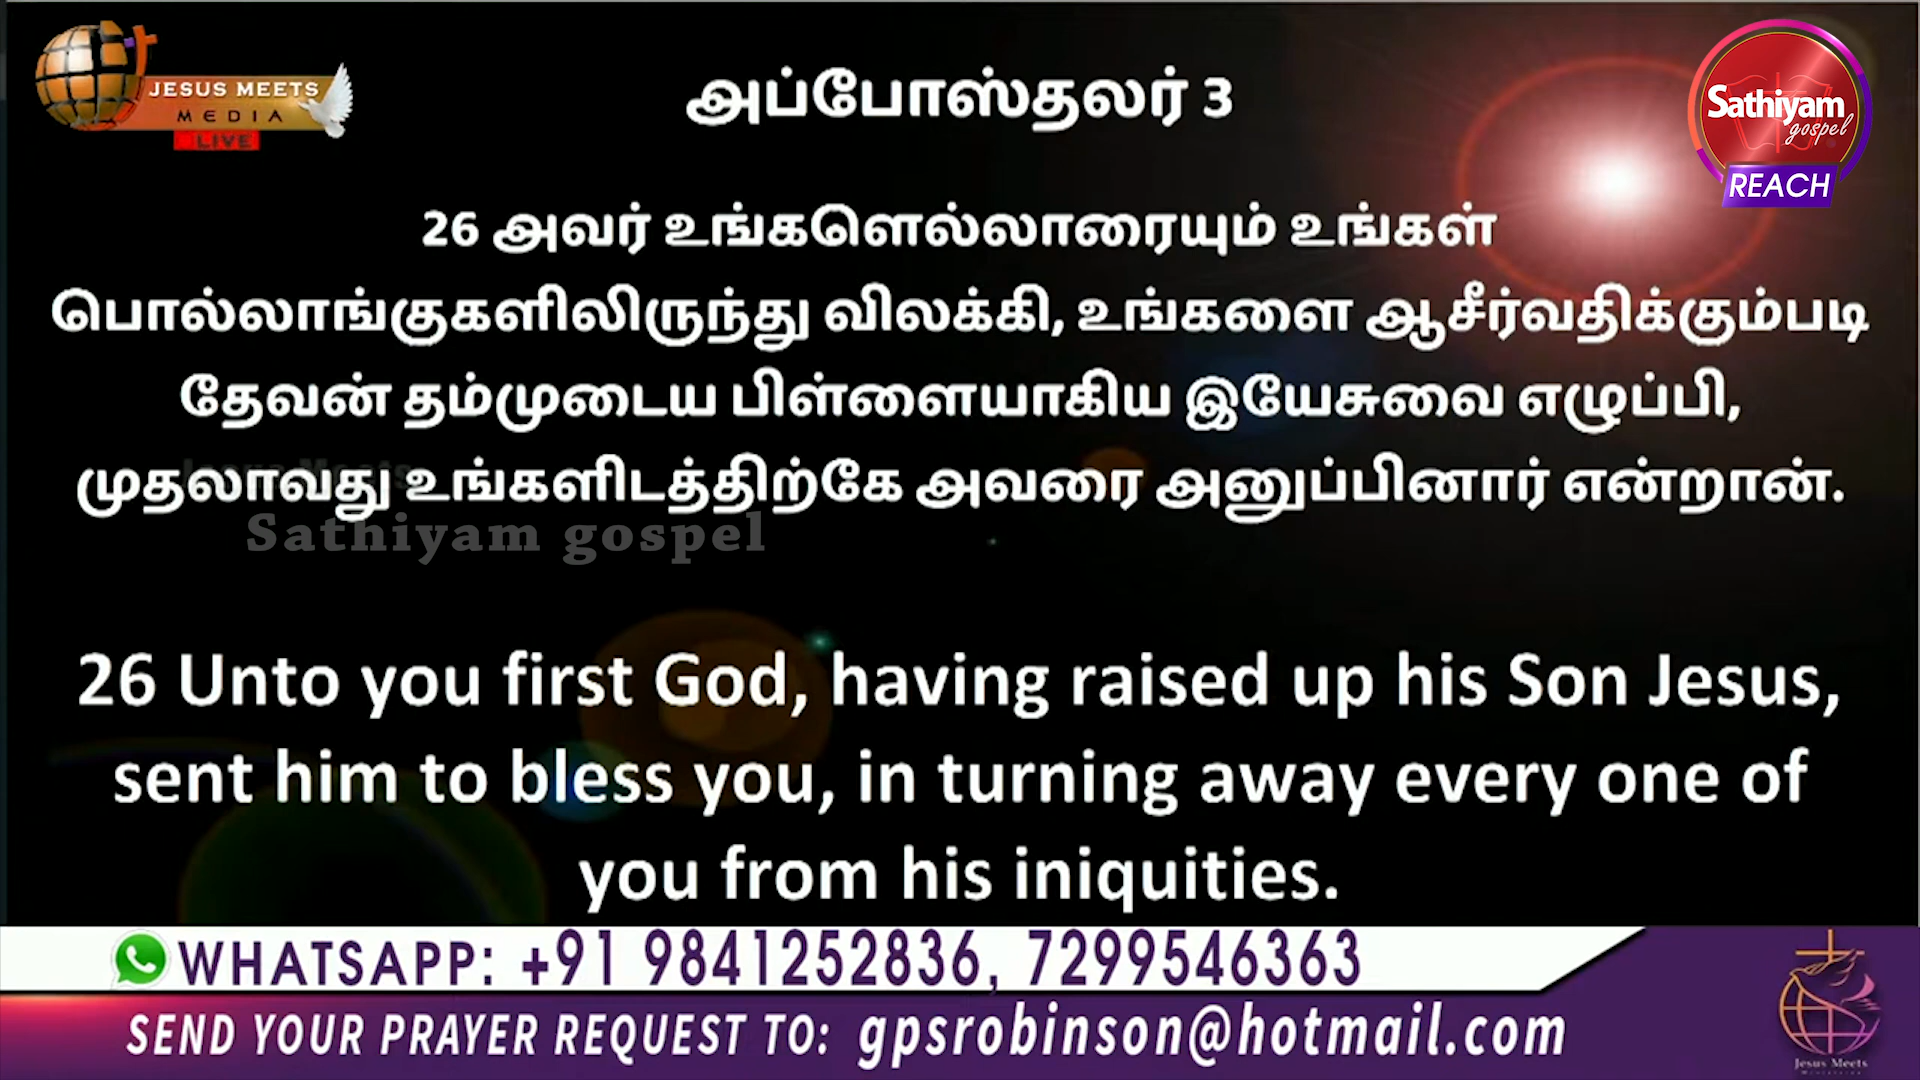 JESUS MEETS
MEDIA
LIVE
Sathiyam
gospel
REACH
அப்போஸ்தலர் 3
26 அவர் உங்களெல்லாரையும் உங்கள்
பொல்லாங்குகளிலிருந்து விலக்கி, உங்களை ஆசீர்வதிக்கும்படி
தேவன் தம்முடைய பிள்ளையாகிய இயேசுவை எழுப்பி,
முதலாவது உங்களிடத்திற்கே அவரை அனுப்பினார் என்றான்.
Sathiyam gospel
26 Unto you first God, having raised up his Son Jesus,
sent him to bless you, in turning away every one of
you from his iniquities.
WHATSAPP: +91 9841252836, 7299546363
SEND YOUR PRAYER REQUEST TO: gpsrobinson@hotmail.com
Jesus Meets